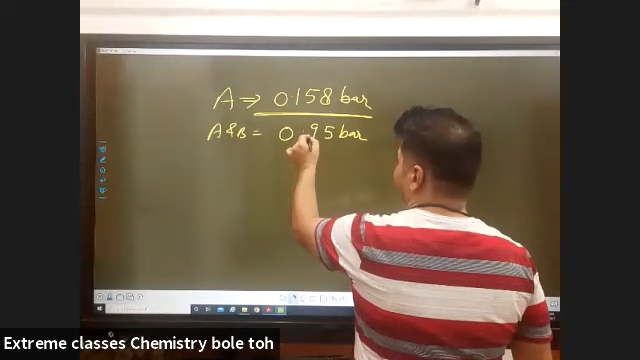 A ⇒ 0.158 bar
A & B = 0.95 bar
Extreme classes Chemistry bole toh